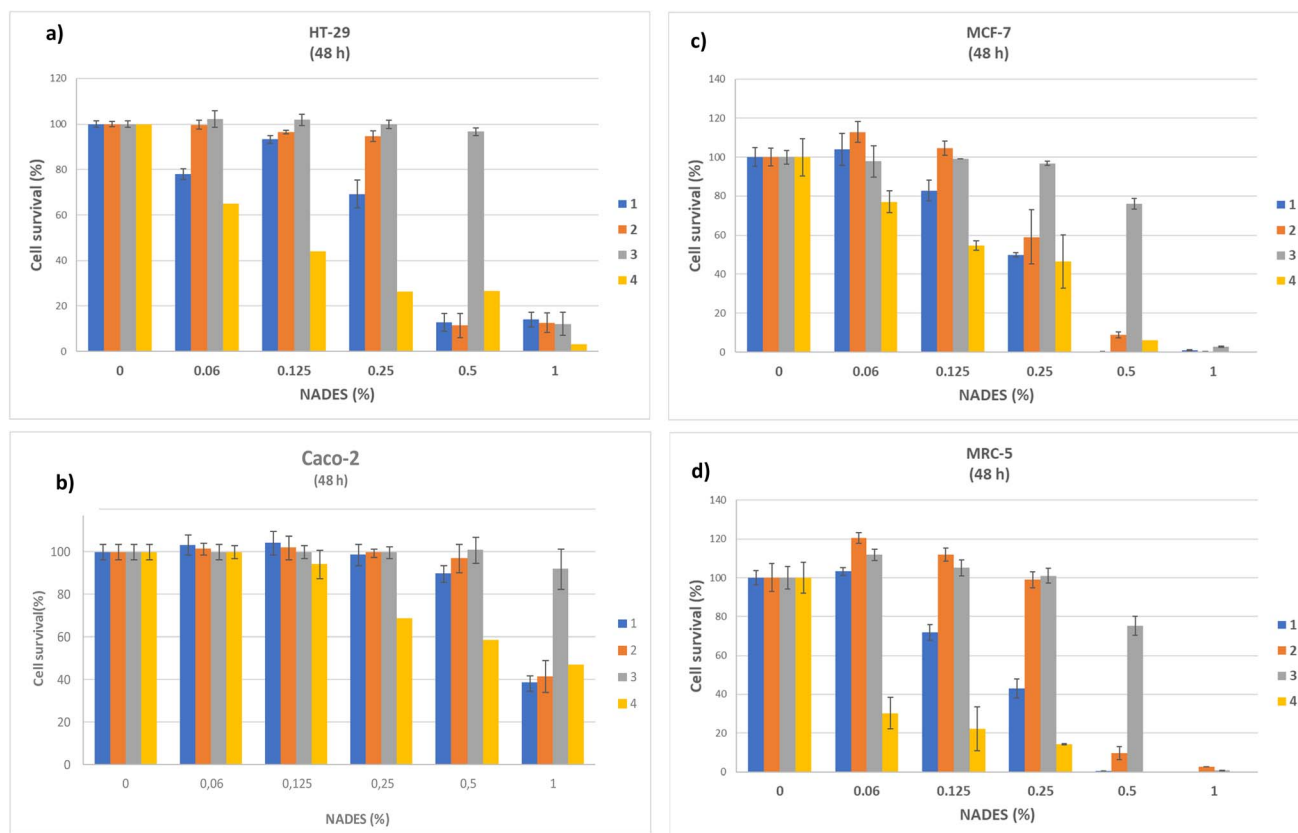 a)
HT-29
(48 h)
Cell survival (%)
120
100
80
60
40
20
0
0 0.06 0.125 0.25 0.5 1
NADES (%)
1
2
3
4
c)
MCF-7
(48 h)
Cell survival (%)
140
120
100
80
60
40
20
0
0 0.06 0.125 0.25 0.5 1
NADES (%)
1
2
3
4
b)
Caco-2
(48 h)
Cell survival(%)
100
80
60
40
20
0
0 0,06 0,125 0,25 0,5 1
NADES (%)
1
2
3
4
d)
MRC-5
(48 h)
Cell survival (%)
140
120
100
80
60
40
20
0
0 0.06 0.125 0.25 0.5 1
NADES (%)
1
2
3
4